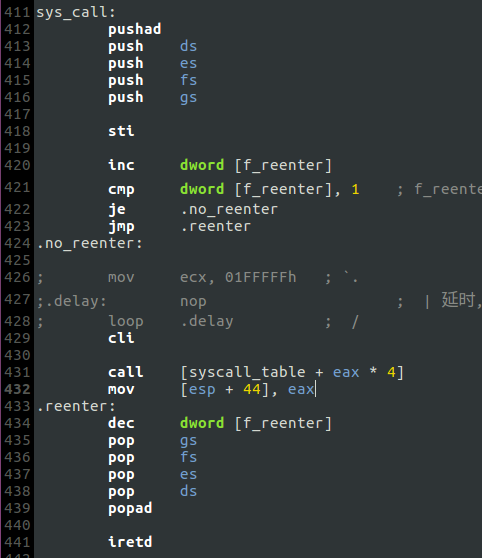 411 sys_call:
412 pushad
413 push ds
414 push es
415 push fs
416 push gs
417
418 sti
419
420 inc dword [f_reenter]
421 cmp dword [f_reenter], 1 ; f_reente
422 je .no_reenter
423 jmp .reenter
424 .no_reenter:
425
426 ; mov ecx, 01FFFFFh ; `.
427 ;.delay: nop ; | 延时,
428 ; loop .delay ; /
429 cli
430
431 call [syscall_table + eax * 4]
432 mov [esp + 44], eax
433 .reenter:
434 dec dword [f_reenter]
435 pop gs
436 pop fs
437 pop es
438 pop ds
439 popad
440
441 iretd